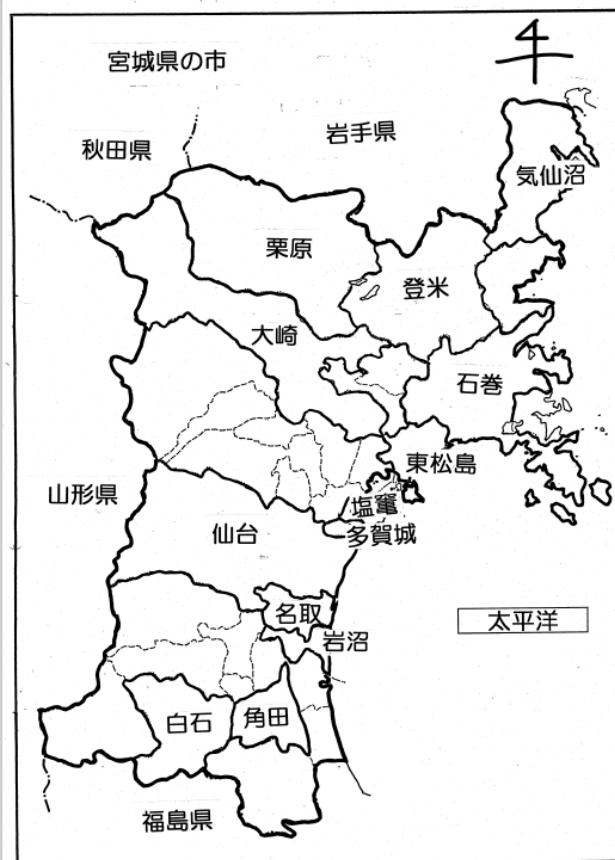 宮城県の市
岩手県
秋田県
気仙沼
栗原
登米
大崎
石巻
東松島
山形県
塩竈
仙台
多賀城
名取
太平洋
岩沼
白石
角田
福島県